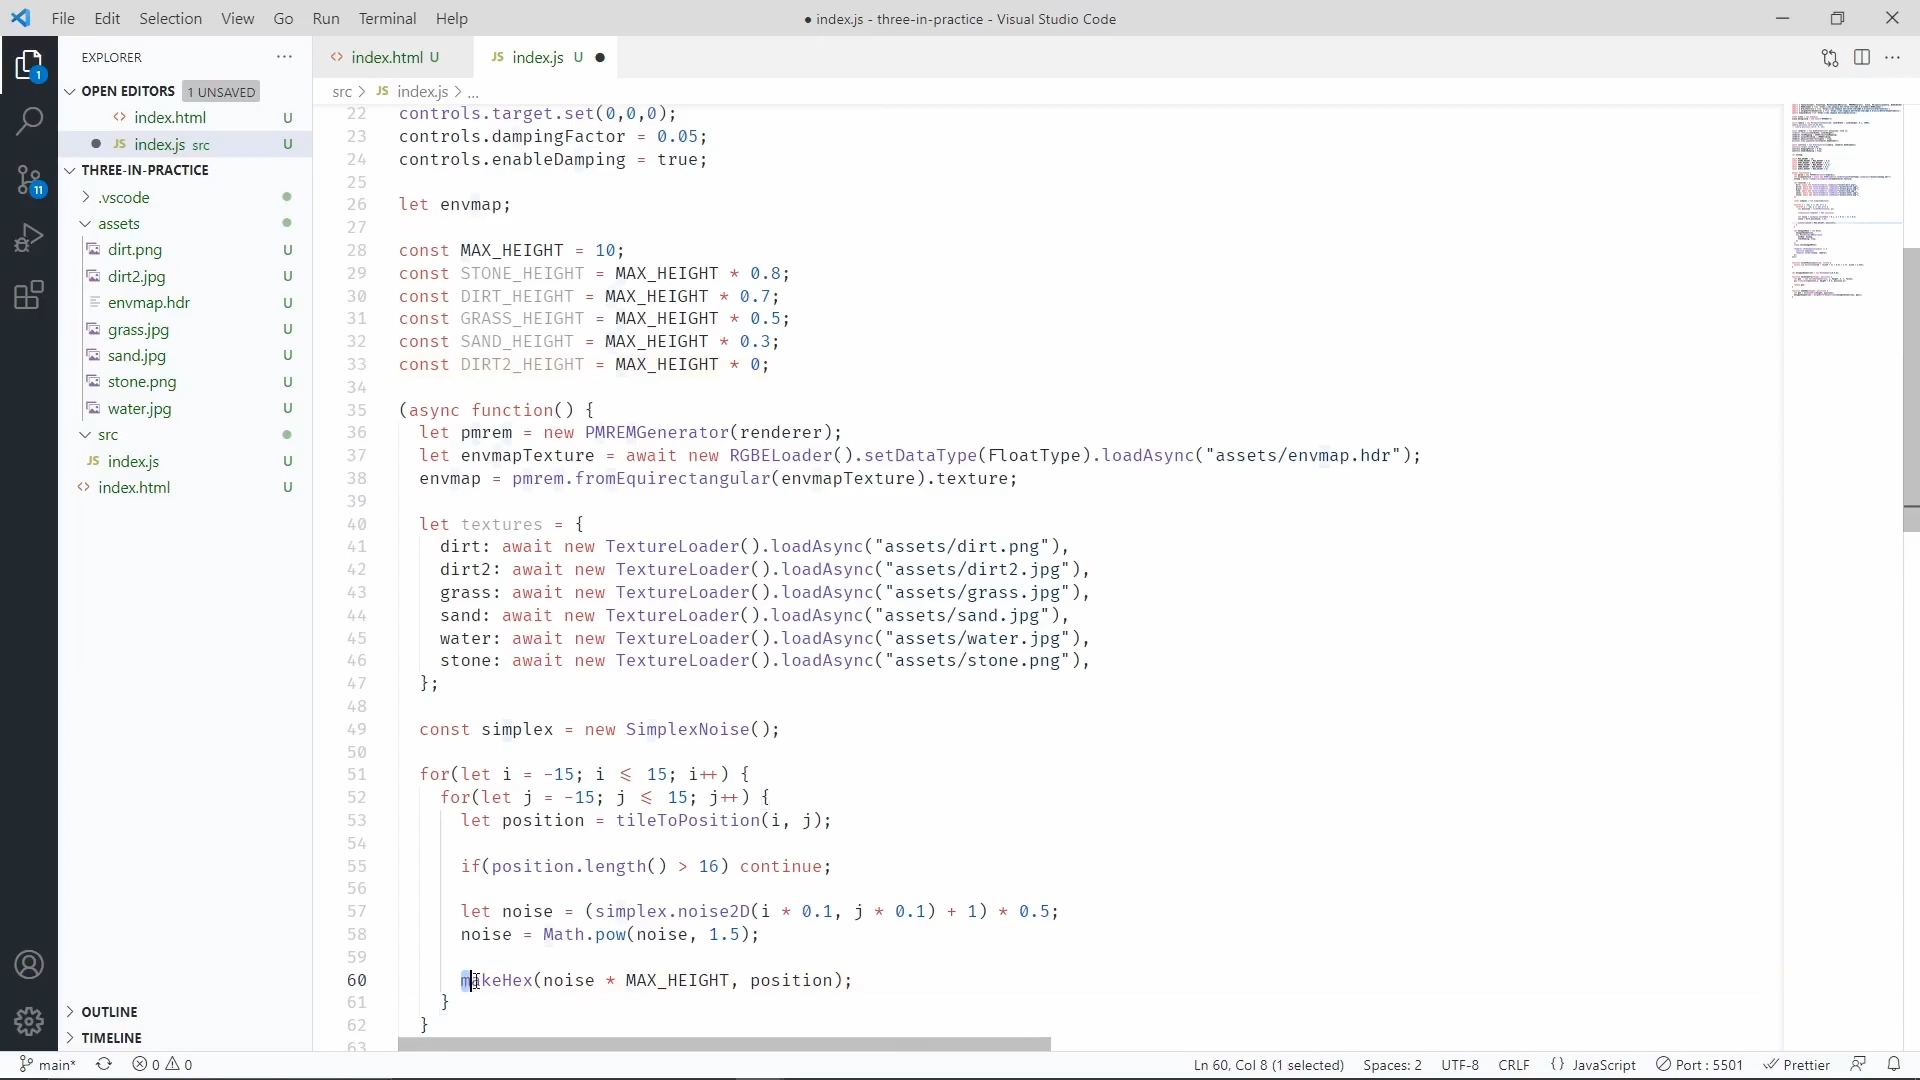 File Edit Selection View Go Run Terminal Help
● index.js - three-in-practice - Visual Studio Code
EXPLORER
OPEN EDITORS 1 UNSAVED
index.html U
JS index.js src U
THREE-IN-PRACTICE
.vscode
assets
dirt.png U
dirt2.jpg U
envmap.hdr U
grass.jpg U
sand.jpg U
stone.png U
water.jpg U
src
JS index.js U
index.html U
OUTLINE
TIMELINE
index.html U
JS index.js U
src > JS index.js > ...
22 controls.target.set(0,0,0);
23 controls.dampingFactor = 0.05;
24 controls.enableDamping = true;
25
26 let envmap;
27
28 const MAX_HEIGHT = 10;
29 const STONE_HEIGHT = MAX_HEIGHT * 0.8;
30 const DIRT_HEIGHT = MAX_HEIGHT * 0.7;
31 const GRASS_HEIGHT = MAX_HEIGHT * 0.5;
32 const SAND_HEIGHT = MAX_HEIGHT * 0.3;
33 const DIRT2_HEIGHT = MAX_HEIGHT * 0;
34
35 (async function() {
36 let pmrem = new PMREMGenerator(renderer);
37 let envmapTexture = await new RGBELoader().setDataType(FloatType).loadAsync("assets/envmap.hdr");
38 envmap = pmrem.fromEquirectangular(envmapTexture).texture;
39
40 let textures = {
41 dirt: await new TextureLoader().loadAsync("assets/dirt.png"),
42 dirt2: await new TextureLoader().loadAsync("assets/dirt2.jpg"),
43 grass: await new TextureLoader().loadAsync("assets/grass.jpg"),
44 sand: await new TextureLoader().loadAsync("assets/sand.jpg"),
45 water: await new TextureLoader().loadAsync("assets/water.jpg"),
46 stone: await new TextureLoader().loadAsync("assets/stone.png"),
47 };
48
49 const simplex = new SimplexNoise();
50
51 for(let i = -15; i <= 15; i++) {
52 for(let j = -15; j <= 15; j++) {
53 let position = tileToPosition(i, j);
54
55 if(position.length() > 16) continue;
56
57 let noise = (simplex.noise2D(i * 0.1, j * 0.1) + 1) * 0.5;
58 noise = Math.pow(noise, 1.5);
59
60 makeHex(noise * MAX_HEIGHT, position);
61 }
62 }
63
1
11
main* 0 0
Ln 60, Col 8 (1 selected) Spaces: 2 UTF-8 CRLF {} JavaScript Port : 5501 Prettier